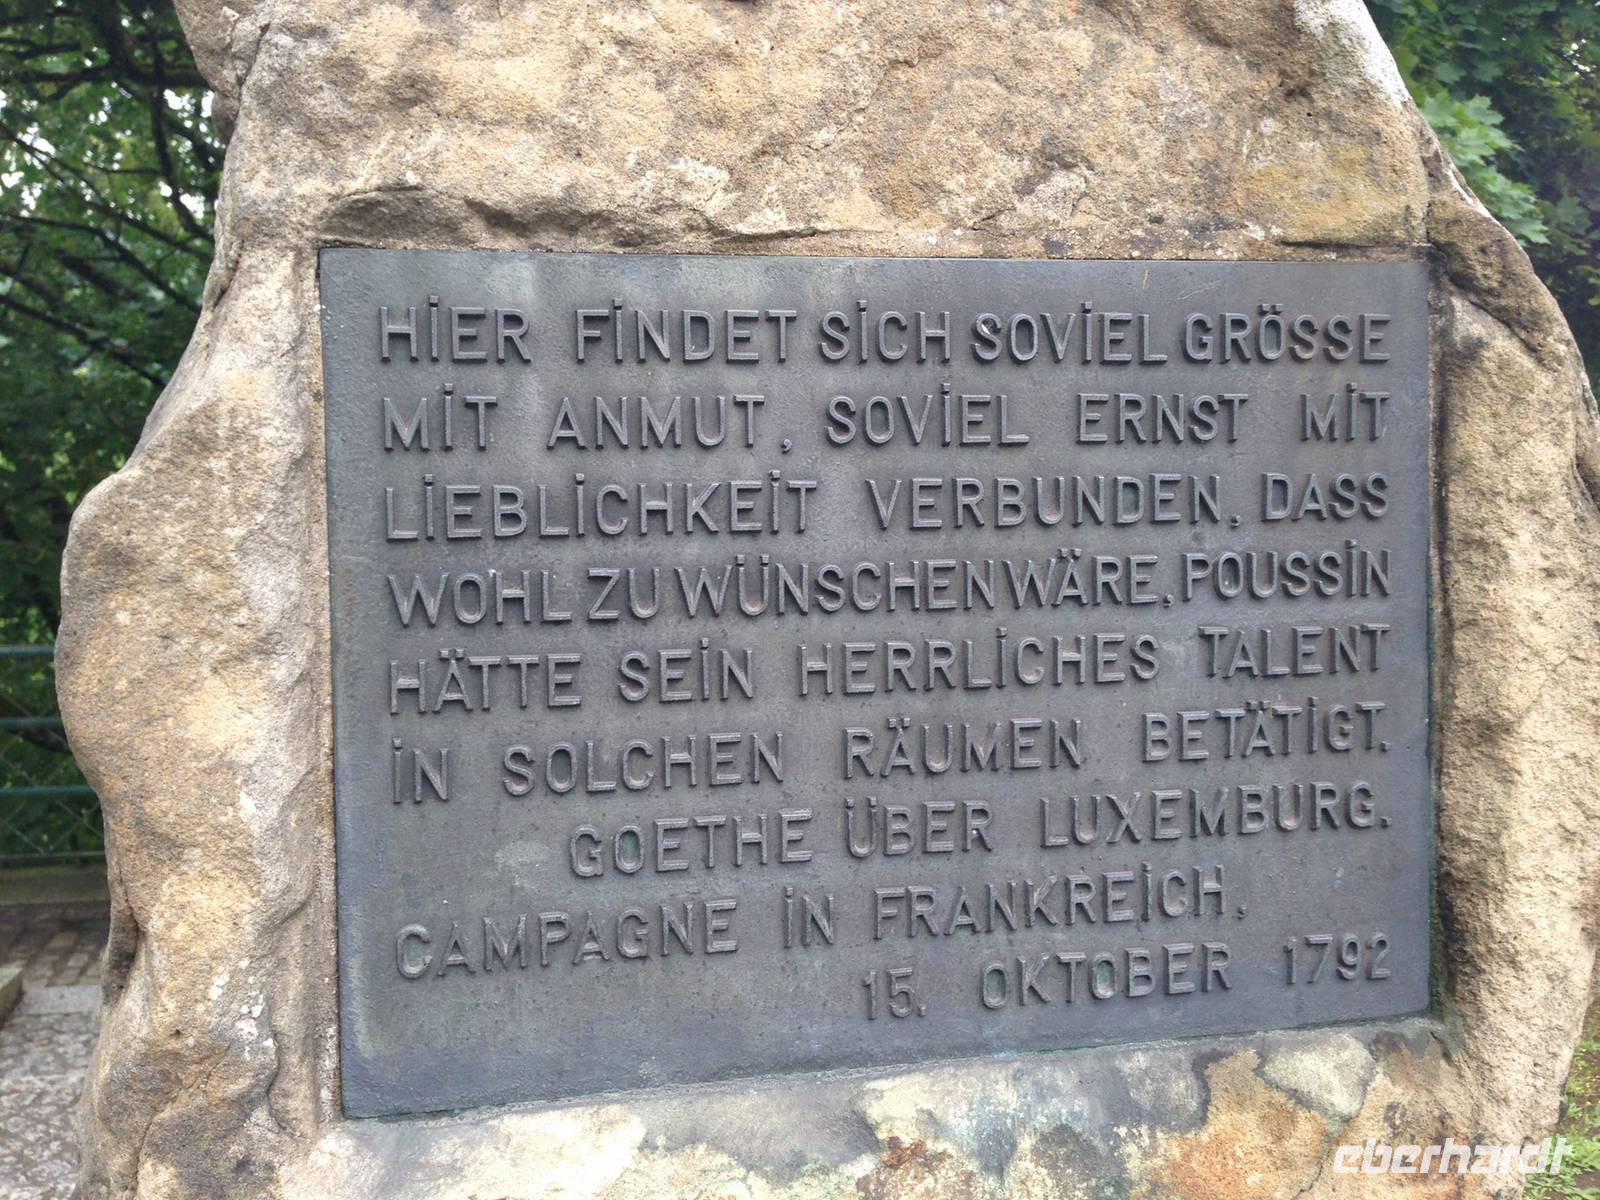 HiER FiNDET SiCH SOViEL GRÖSSE
MiT ANMUT, SOViEL ERNST MiT
LiEBLiCHKEiT VERBUNDEN, DASS
WOHL ZU WÜNSCHEN WÄRE, POUSSiN
HÄTTE SEiN HERRLiCHES TALENT
iN SOLCHEN RÄUMEN BETÄTiGT.
GOETHE ÜBER LUXEMBURG.
CAMPAGNE iN FRANKREiCH,
15. OKTOBER 1792
eberhardt